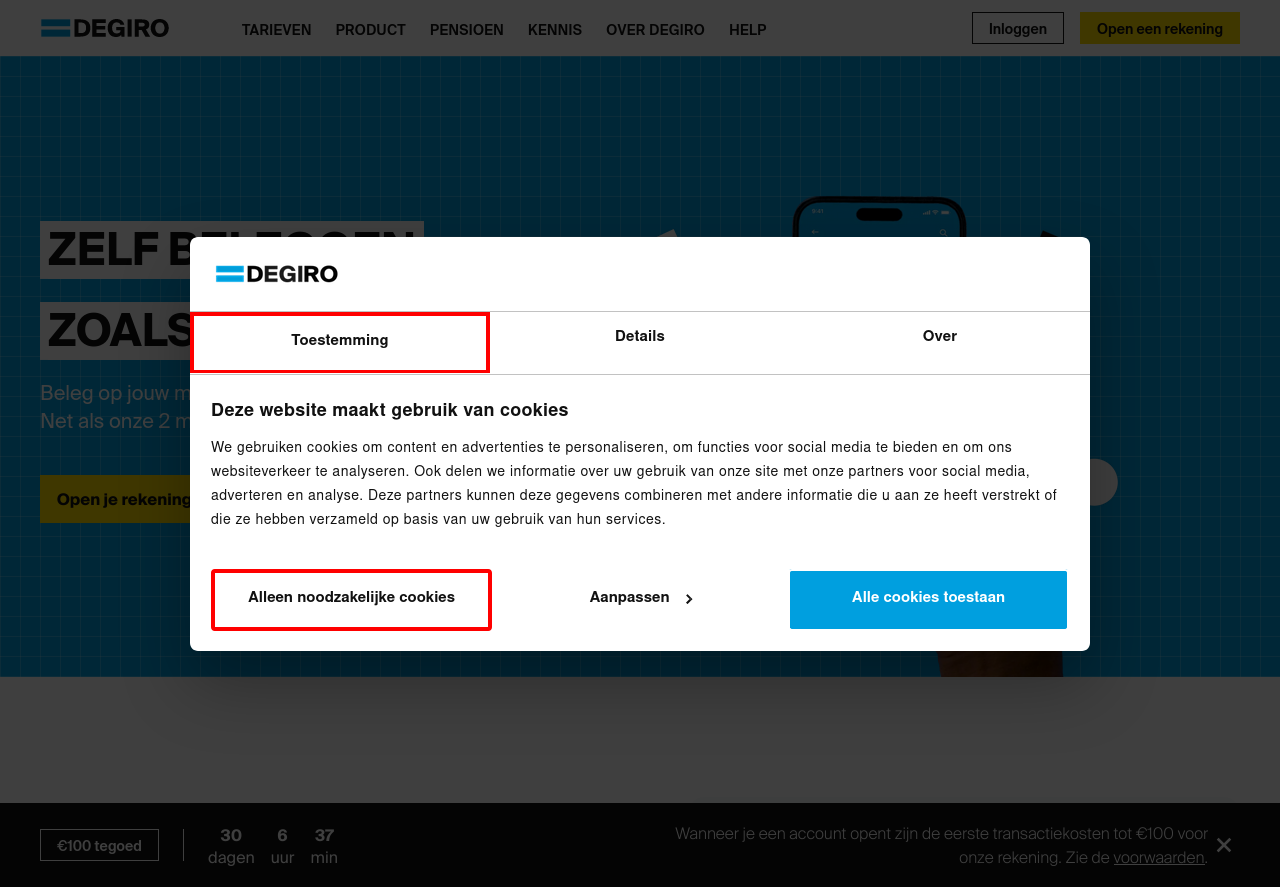 DEGIRO
TARIEVEN PRODUCT PENSIOEN KENNIS OVER DEGIRO HELP
Inloggen
Open een rekening
9:41
ZELF BELEGGEN
ZOALS
Beleg op jouw m
Net als onze 2 m
Open je rekening
DEGIRO
Toestemming
Details
Over
Deze website maakt gebruik van cookies
We gebruiken cookies om content en advertenties te personaliseren, om functies voor social media te bieden en om ons
websiteverkeer te analyseren. Ook delen we informatie over uw gebruik van onze site met onze partners voor social media,
adverteren en analyse. Deze partners kunnen deze gegevens combineren met andere informatie die u aan ze heeft verstrekt of
die ze hebben verzameld op basis van uw gebruik van hun services.
Alleen noodzakelijke cookies
Aanpassen
Alle cookies toestaan
€100 tegoed
30 6 37
dagen uur min
Wanneer je een account opent zijn de eerste transactiekosten tot €100 voor
onze rekening. Zie de voorwaarden.